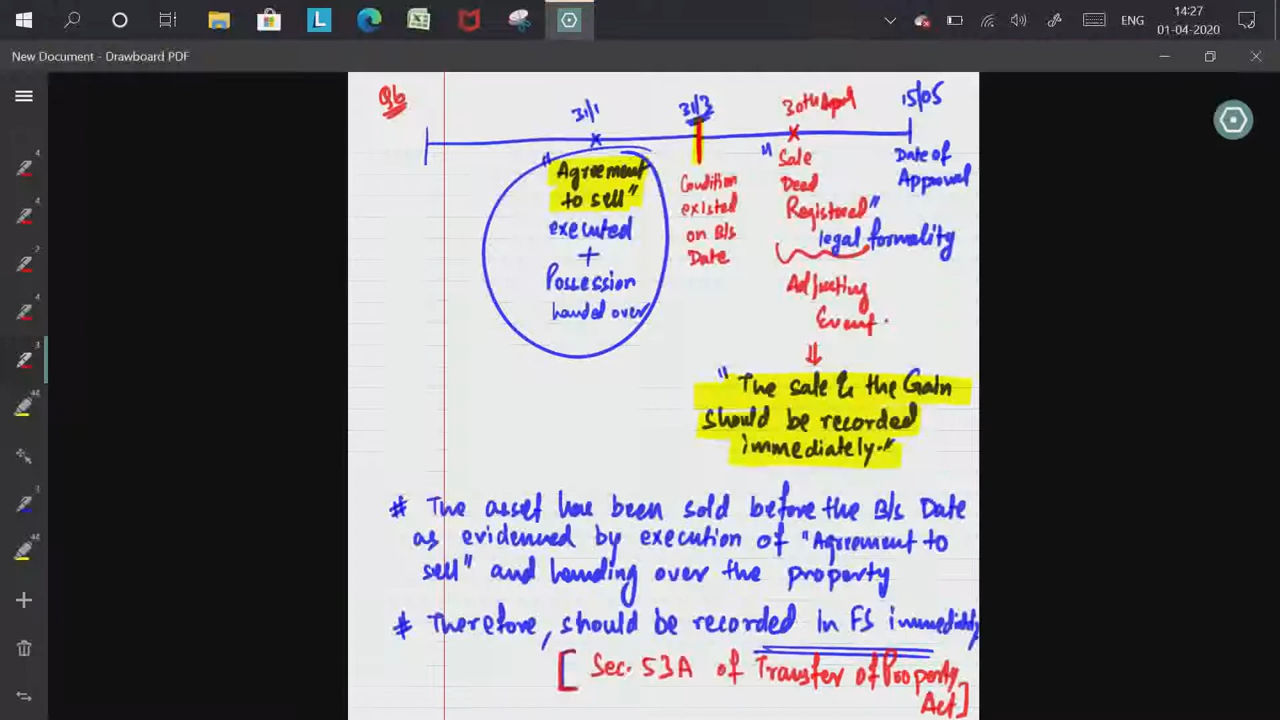 14:27
ENG
01-04-2020
New Document - Drawboard PDF
Q6
31/1
31/3
30th April
15/05
"Agreement
to sell"
executed
+
Possession
handed over
Condition
existed
on B/s
Date
"Sale
Deed
Registered"
legal formality
Adjusting
Event.
⇓
"The sale & the Gain
should be recorded
immediately."
Date of
Approval
# The asset has been sold before the B/s Date
as evidenced by execution of "Agreement to
sell" and handing over the property
# Therefore, should be recorded in FS immediately
[Sec. 53A of Transfer of Property
Act]